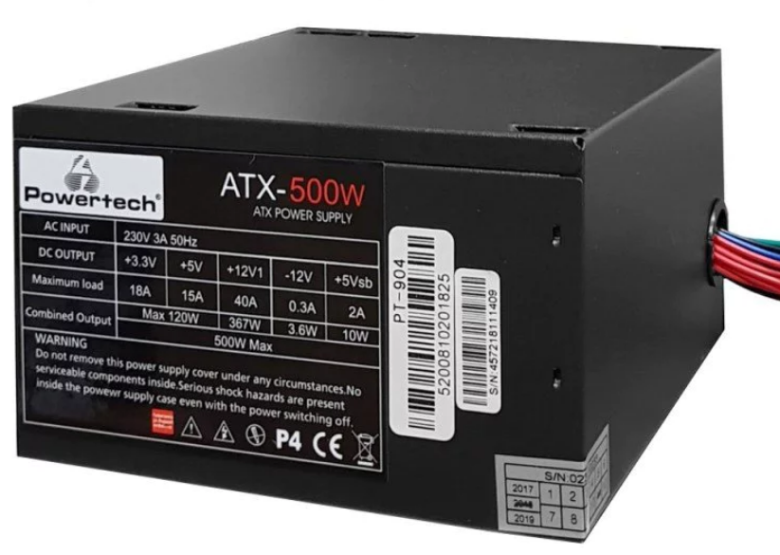 Powertech®
ATX-500W
ATX POWER SUPPLY
AC INPUT 230V 3A 50Hz
DC OUTPUT +3.3V +5V +12V1 -12V +5Vsb
Maximum load 18A 15A 40A 0.3A 2A
Combined Output Max 120W 367W 3.6W 10W
500W Max
WARNING
Do not remove this power supply cover under any circumstances.No
serviceable components inside.Serious shock hazards are present
inside the powewr supply case even with the power switching off.
P4 CE
PT-904
5200810201825
S/N:457218111409
S/N:02
2017 1 2
2019 7 8